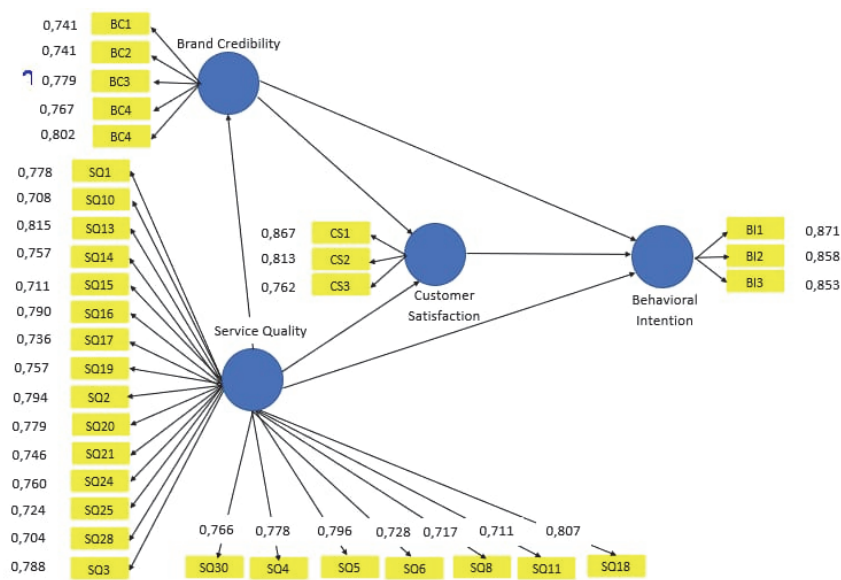 0,741 BC1
Brand Credibility
0,741 BC2
0,779 BC3
0,767 BC4
0,802 BC4
0,778 SQ1
0,708 SQ10
0,815 SQ13
0,757 SQ14
0,711 SQ15
0,790 SQ16
0,736 SQ17
0,757 SQ19
0,794 SQ2
0,779 SQ20
0,746 SQ21
0,760 SQ24
0,724 SQ25
0,704 SQ28
0,788 SQ3
0,867 CS1
0,813 CS2
0,762 CS3
Customer
Satisfaction
BI1 0,871
BI2 0,858
BI3 0,853
Behavioral
Intention
Service Quality
0,766 0,778 0,796 0,728 0,717 0,711 0,807
SQ30 SQ4 SQ5 SQ6 SQ8 SQ11 SQ18